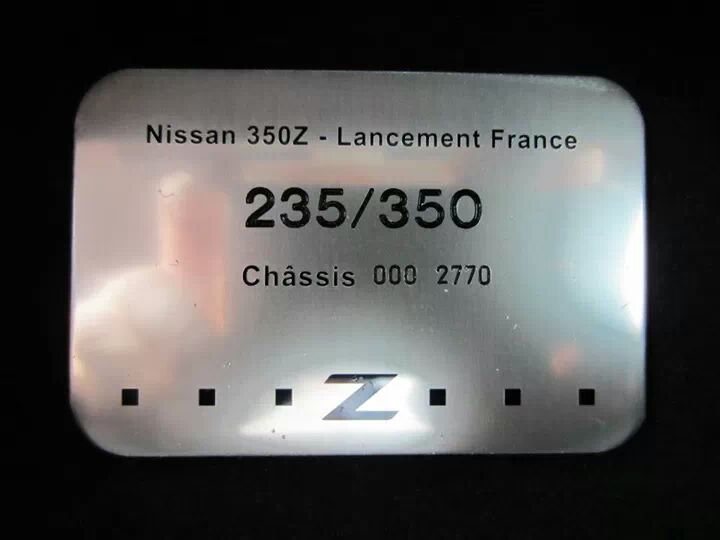 Nissan 350Z - Lancement France
235/350
Châssis 000 2770
Z